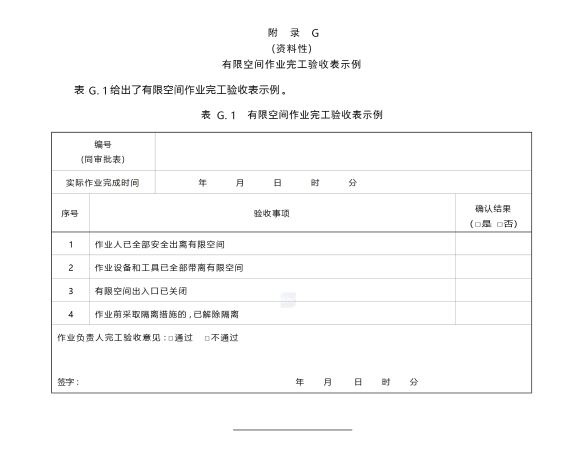 附 录 G
(资料性)
有限空间作业完工验收表示例
表 G. 1 给出了有限空间作业完工验收表示例。
表 G. 1 有限空间作业完工验收表示例
编号
(同审批表)
实际作业完成时间 年 月 日 时 分
序号 验收事项 确认结果
(□是 □否)
1 作业人已全部安全出离有限空间
2 作业设备和工具已全部带离有限空间
3 有限空间出入口已关闭
4 作业前采取隔离措施的,已解除隔离
作业负责人完工验收意见:□通过 □不通过
签字: 年 月 日 时 分